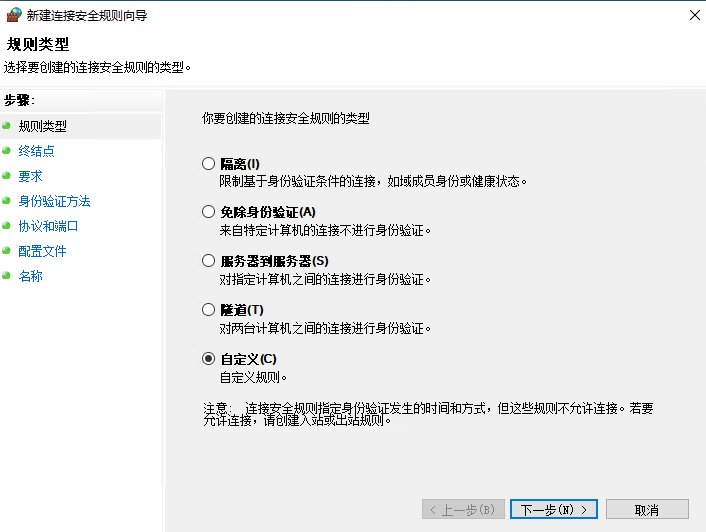 新建连接安全规则向导
规则类型
选择要创建的连接安全规则的类型。
步骤:
规则类型
终结点
要求
身份验证方法
协议和端口
配置文件
名称
你要创建的连接安全规则的类型
隔离(I)
限制基于身份验证条件的连接，如域成员身份或健康状态。
免除身份验证(A)
来自特定计算机的连接不进行身份验证。
服务器到服务器(S)
对指定计算机之间的连接进行身份验证。
隧道(T)
对两台计算机之间的连接进行身份验证。
自定义(C)
自定义规则。
注意: 连接安全规则指定身份验证发生的时间和方式，但这些规则不允许连接。若要
允许连接，请创建入站或出站规则。
< 上一步(B)
下一步(N) >
取消